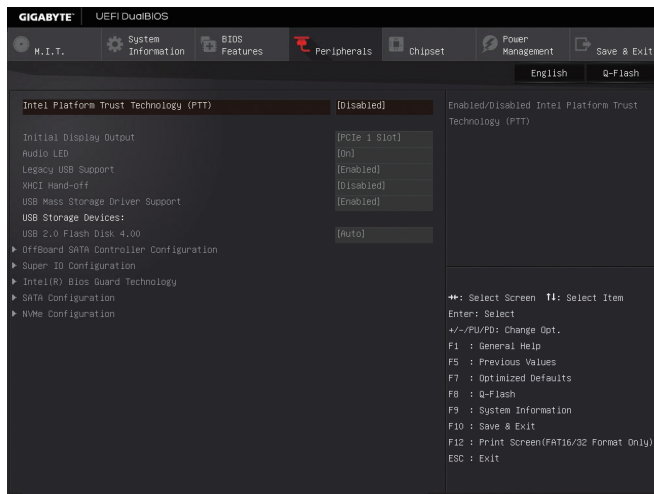 GIGABYTE™ UEFI DualBIOS
M.I.T.
System Information
BIOS Features
Peripherals
Chipset
Power Management
Save & Exit
English Q-Flash
Intel Platform Trust Technology (PTT) [Disabled]
Initial Display Output [PCIe 1 Slot]
Audio LED [On]
Legacy USB Support [Enabled]
XHCI Hand-off [Disabled]
USB Mass Storage Driver Support [Enabled]
USB Storage Devices:
USB 2.0 Flash Disk 4.00 [Auto]
OffBoard SATA Controller Configuration
Super IO Configuration
Intel(R) Bios Guard Technology
SATA Configuration
NVMe Configuration
Enabled/Disabled Intel Platform Trust
Technology (PTT)
→←: Select Screen ↑↓: Select Item
Enter: Select
+/-/PU/PD: Change Opt.
F1 : General Help
F5 : Previous Values
F7 : Optimized Defaults
F8 : Q-Flash
F9 : System Information
F10 : Save & Exit
F12 : Print Screen(FAT16/32 Format Only)
ESC : Exit